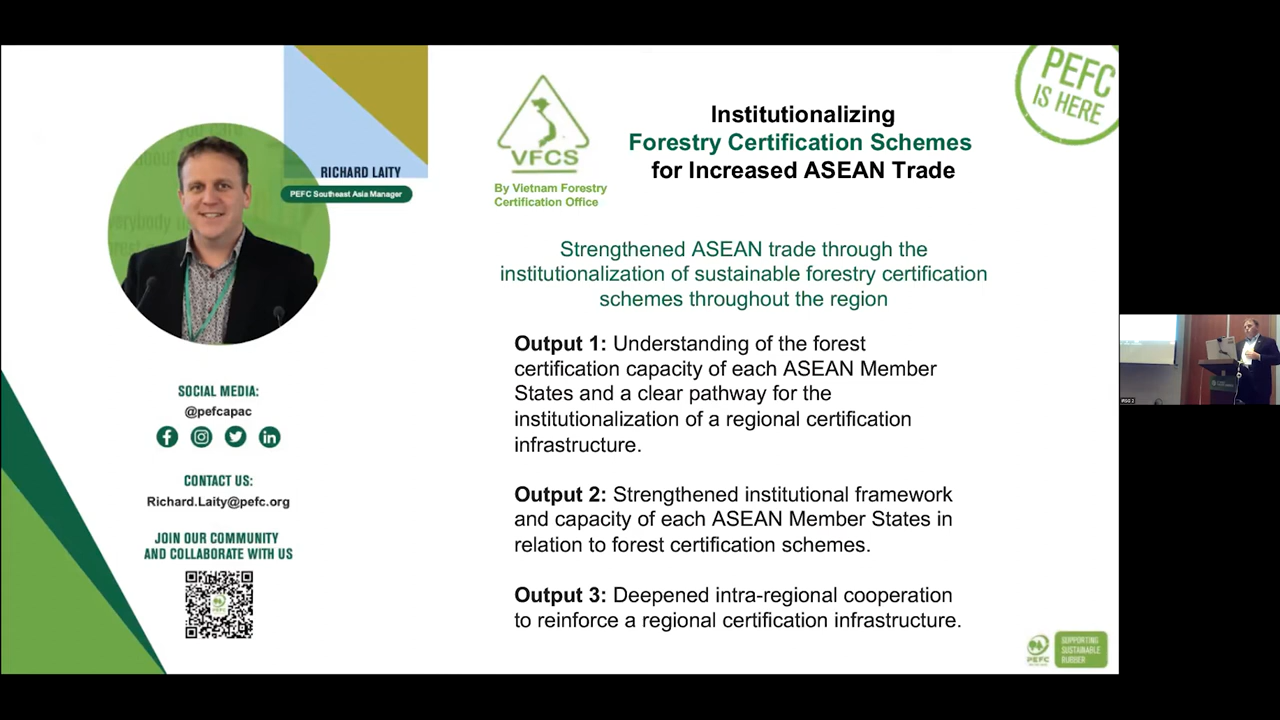 RICHARD LAITY
PEFC Southeast Asia Manager
SOCIAL MEDIA:
@pefcapac
CONTACT US:
Richard.Laity@pefc.org
JOIN OUR COMMUNITY
AND COLLABORATE WITH US
VFCS
By Vietnam Forestry
Certification Office
Institutionalizing
Forestry Certification Schemes
for Increased ASEAN Trade
PEFC
IS HERE
Strengthened ASEAN trade through the
institutionalization of sustainable forestry certification
schemes throughout the region
Output 1: Understanding of the forest
certification capacity of each ASEAN Member
States and a clear pathway for the
institutionalization of a regional certification
infrastructure.
Output 2: Strengthened institutional framework
and capacity of each ASEAN Member States in
relation to forest certification schemes.
Output 3: Deepened intra-regional cooperation
to reinforce a regional certification infrastructure.
PEFC
SUPPORTING
SUSTAINABLE
RUBBER